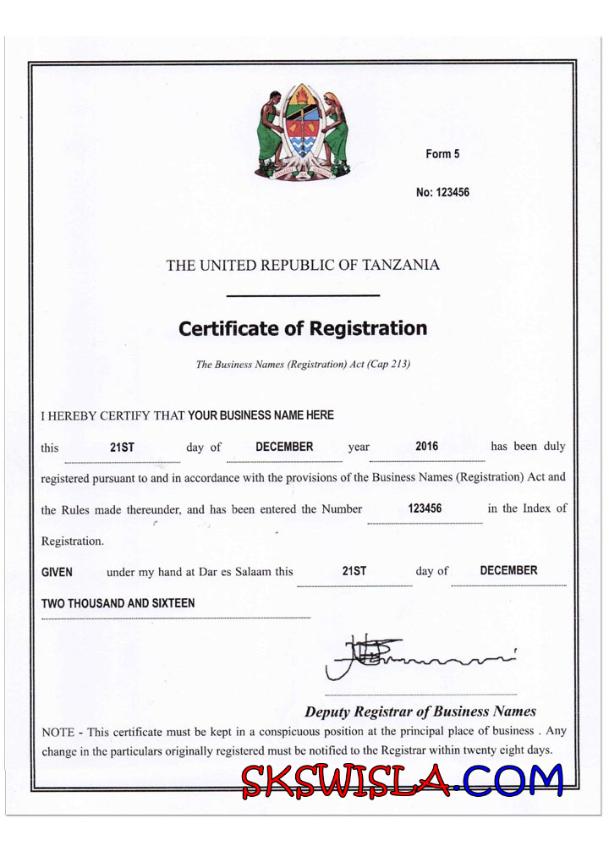 Form 5
No: 123456
THE UNITED REPUBLIC OF TANZANIA
Certificate of Registration
The Business Names (Registration) Act (Cap 213)
I HEREBY CERTIFY THAT YOUR BUSINESS NAME HERE
this 21ST day of DECEMBER year 2016 has been duly
registered pursuant to and in accordance with the provisions of the Business Names (Registration) Act and
the Rules made thereunder, and has been entered the Number 123456 in the Index of
Registration.
GIVEN under my hand at Dar es Salaam this 21ST day of DECEMBER
TWO THOUSAND AND SIXTEEN
Deputy Registrar of Business Names
NOTE - This certificate must be kept in a conspicuous position at the principal place of business . Any
change in the particulars originally registered must be notified to the Registrar within twenty eight days.
SKSWISLA.COM